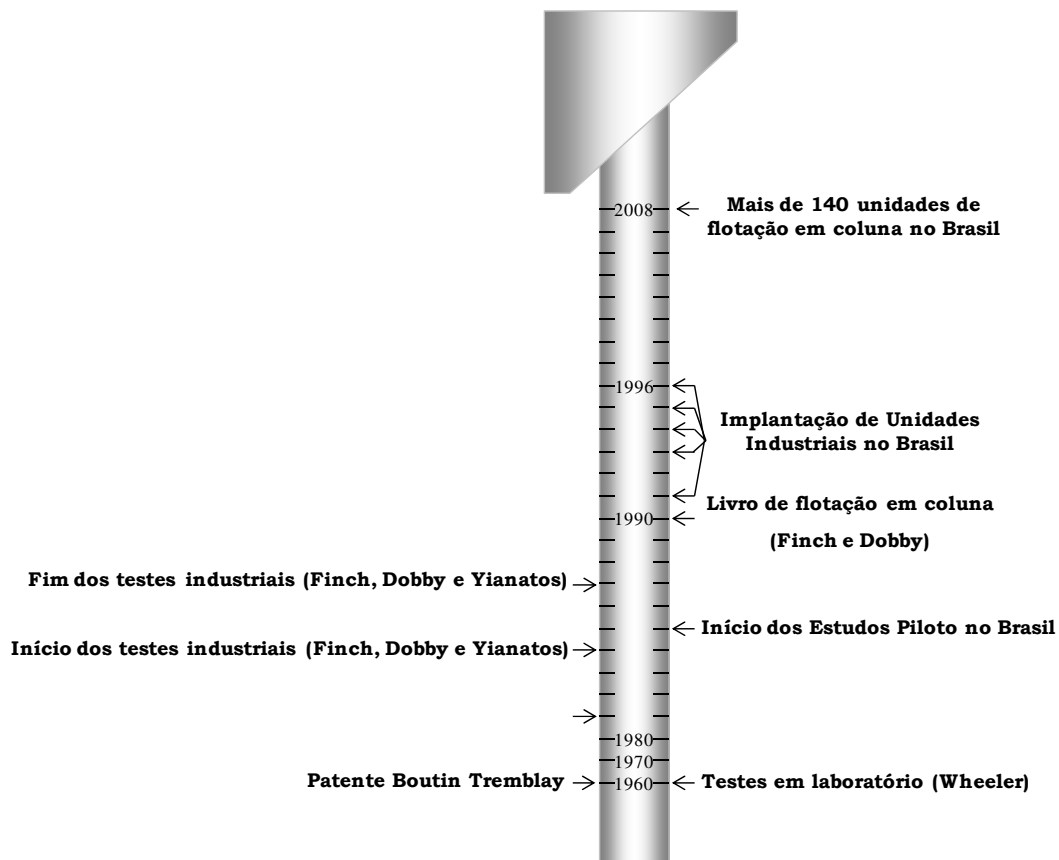 2008
Mais de 140 unidades de
flotação em coluna no Brasil
1996
Implantação de Unidades
Industriais no Brasil
Livro de flotação em coluna
1990
(Finch e Dobby)
Fim dos testes industriais (Finch, Dobby e Yianatos)
Início dos Estudos Piloto no Brasil
Início dos testes industriais (Finch, Dobby e Yianatos)
1980
1970
Patente Boutin Tremblay
1960
Testes em laboratório (Wheeler)